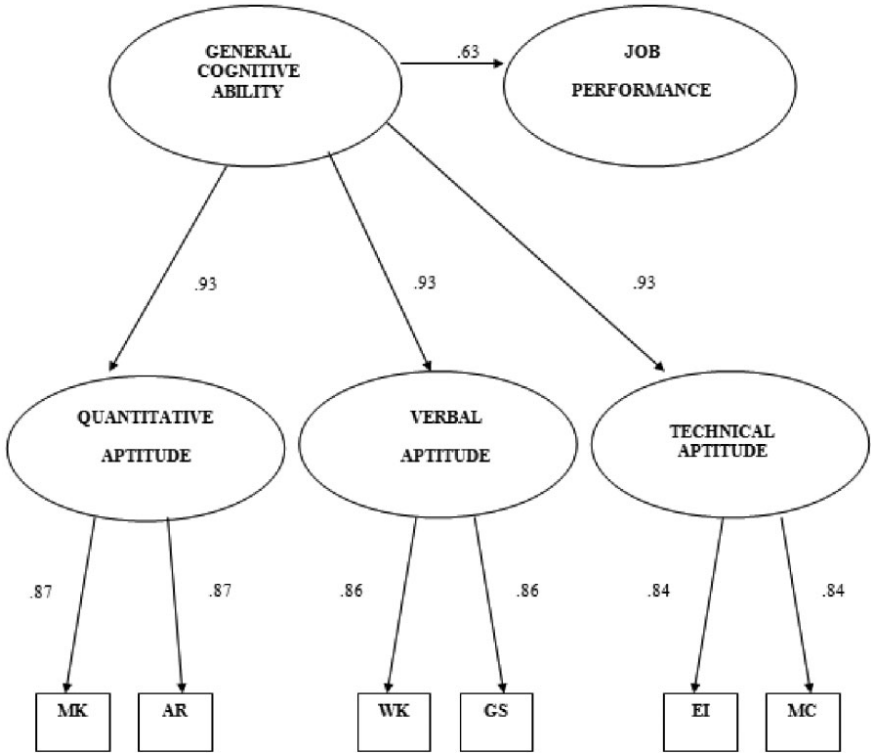 GENERAL
COGNITIVE
ABILITY
.63
JOB
PERFORMANCE
.93
.93
.93
QUANTITATIVE
APTITUDE
VERBAL
APTITUDE
TECHNICAL
APTITUDE
.87
.87
.86
.86
.84
.84
MK
AR
WK
GS
EI
MC